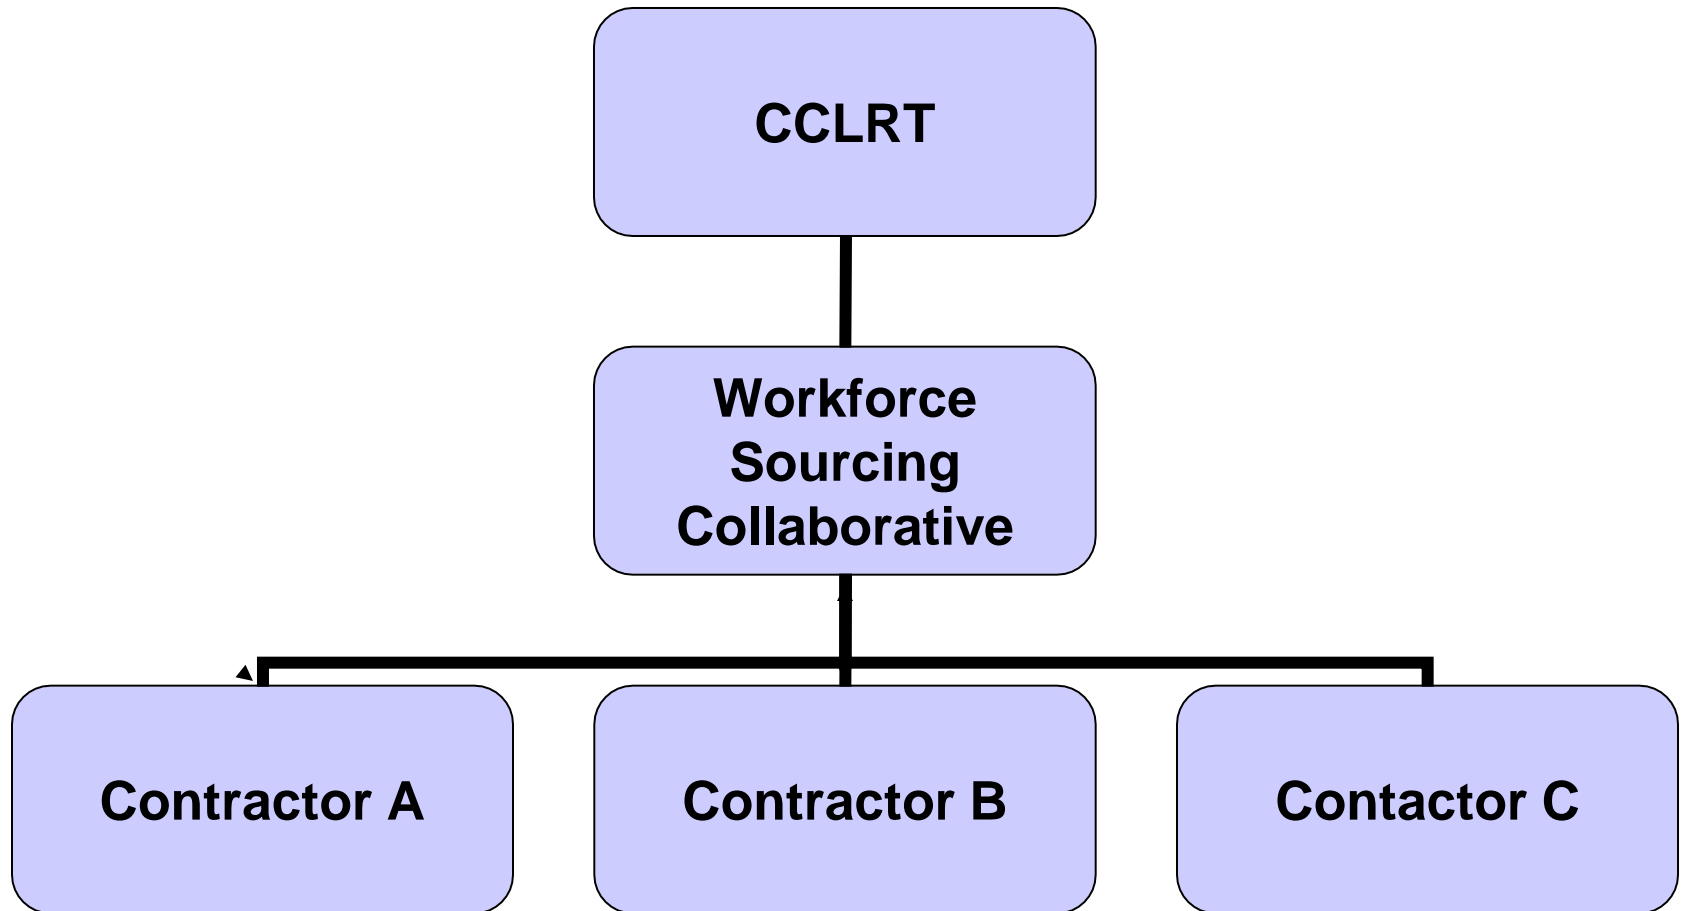 CCLRT
Workforce
Sourcing
Collaborative
Contractor A
Contractor B
Contactor C